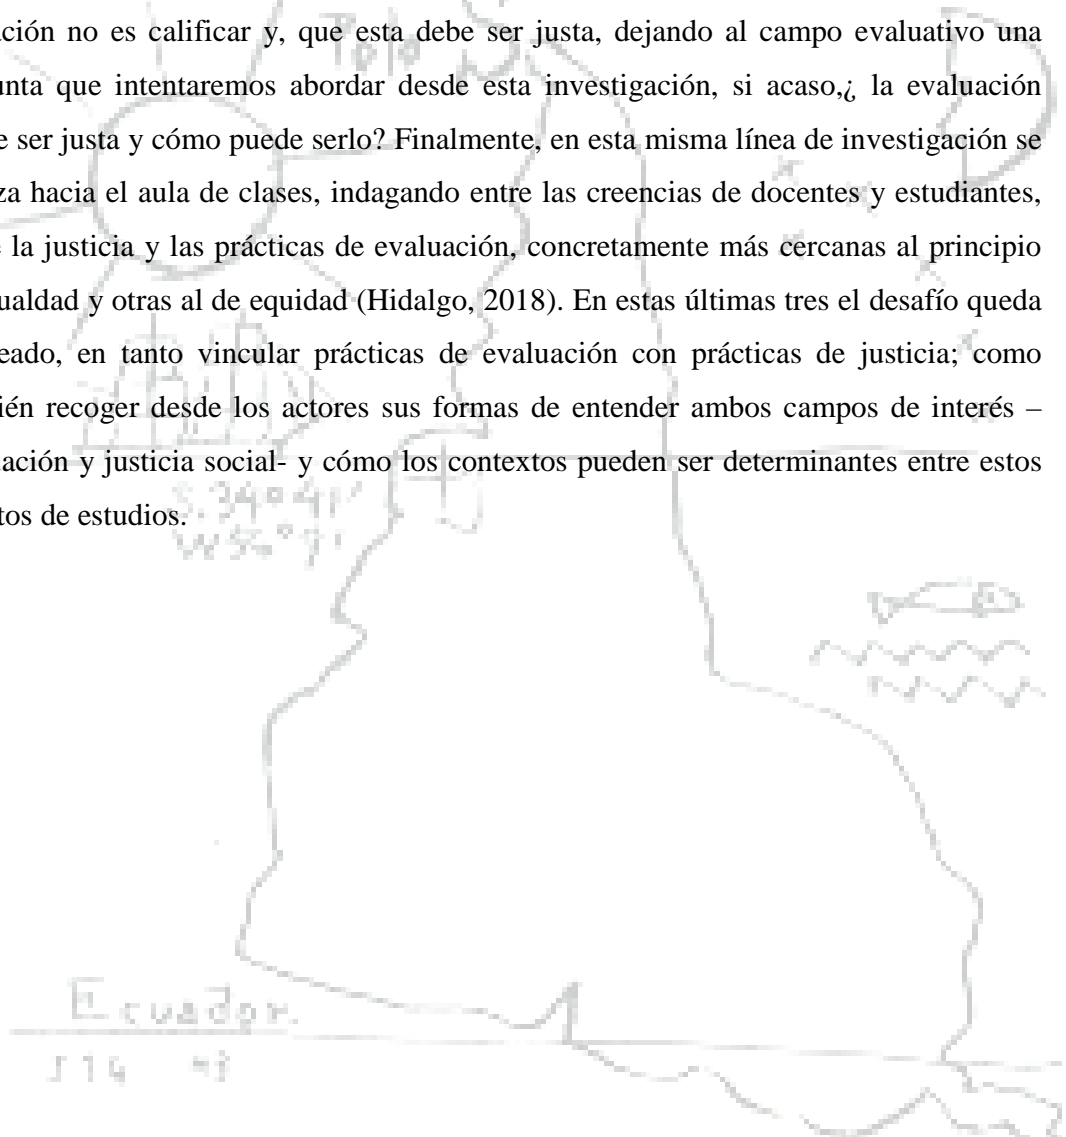 Polo S.
ación no es calificar y, que esta debe ser justa, dejando al campo evaluativo una
unta que intentaremos abordar desde esta investigación, si acaso,¿ la evaluación
e ser justa y cómo puede serlo? Finalmente, en esta misma línea de investigación se
za hacia el aula de clases, indagando entre las creencias de docentes y estudiantes,
e la justicia y las prácticas de evaluación, concretamente más cercanas al principio
ualdad y otras al de equidad (Hidalgo, 2018). En estas últimas tres el desafío queda
eado, en tanto vincular prácticas de evaluación con prácticas de justicia; como
bién recoger desde los actores sus formas de entender ambos campos de interés –
ación y justicia social- y cómo los contextos pueden ser determinantes entre estos
tos de estudios.
S. 34° 41'
W 56° 9'
Ecuador.